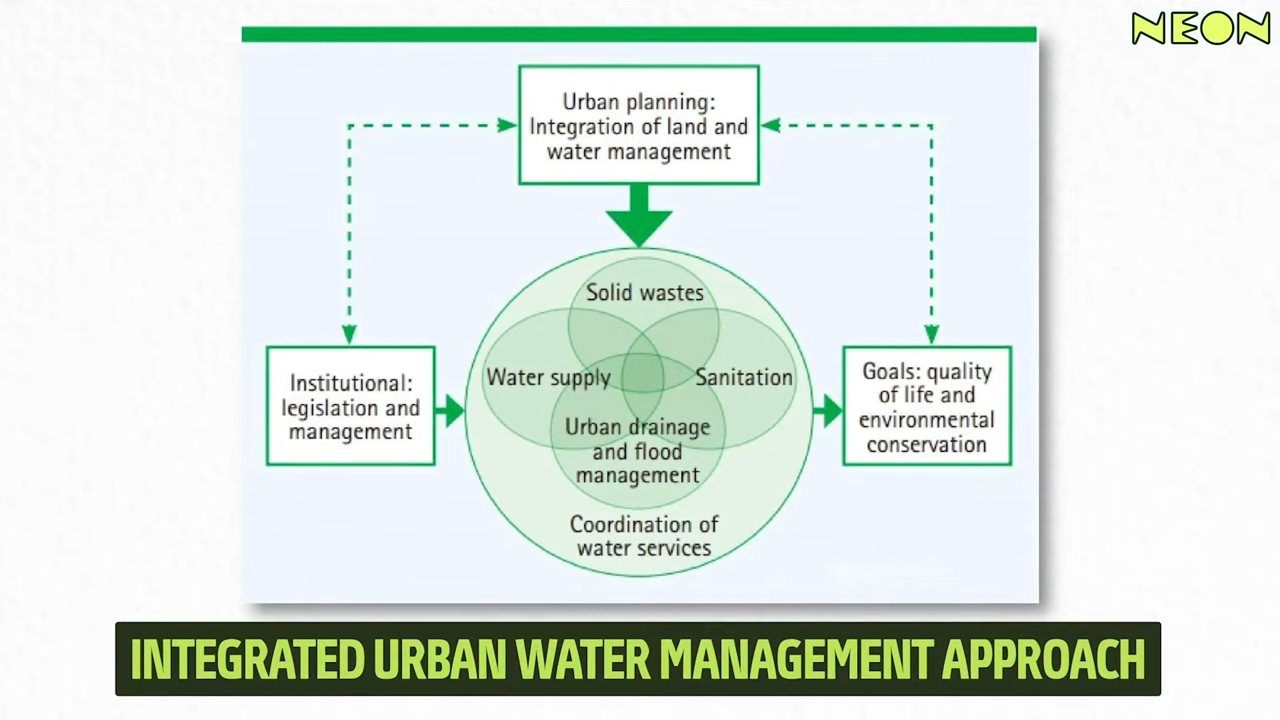 NEON
Urban planning:
Integration of land and
water management
Solid wastes
Water supply
Sanitation
Urban drainage
and flood
management
Coordination of
water services
Institutional:
legislation and
management
Goals: quality
of life and
environmental
conservation
INTEGRATED URBAN WATER MANAGEMENT APPROACH